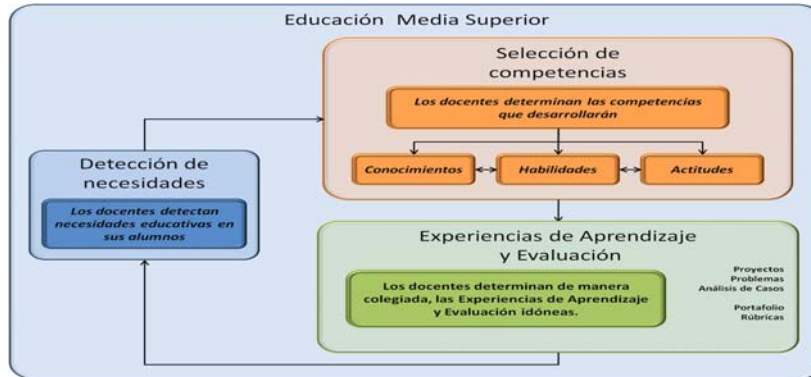 Educación Media Superior
Selección de
competencias
Los docentes determinan las competencias
que desarrollarán
Conocimientos
Habilidades
Actitudes
Detección de
necesidades
Los docentes detectan
necesidades educativas en
sus alumnos
Experiencias de Aprendizaje
y Evaluación
Los docentes determinan de manera
colegiada, las Experiencias de Aprendizaje
y Evaluación idóneas.
Proyectos
Problemas
Análisis de Casos
Portafolio
Rúbricas